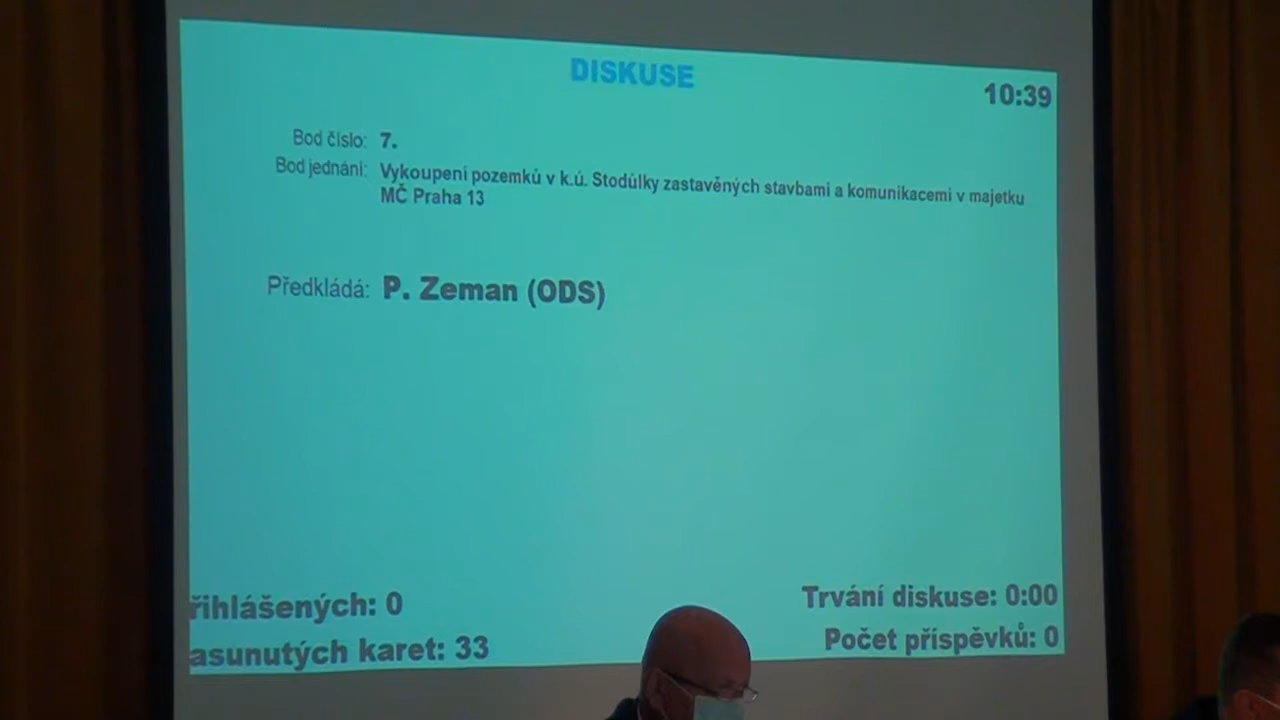 DISKUSE
10:39
Bod číslo: 7.
Bod jednání: Vykoupení pozemků v k.ú. Stodůlky zastavěných stavbami a komunikacemi v majetku
MČ Praha 13
Předkládá: P. Zeman (ODS)
řihlášených: 0
Trvání diskuse: 0:00
asunutých karet: 33
Počet příspěvků: 0